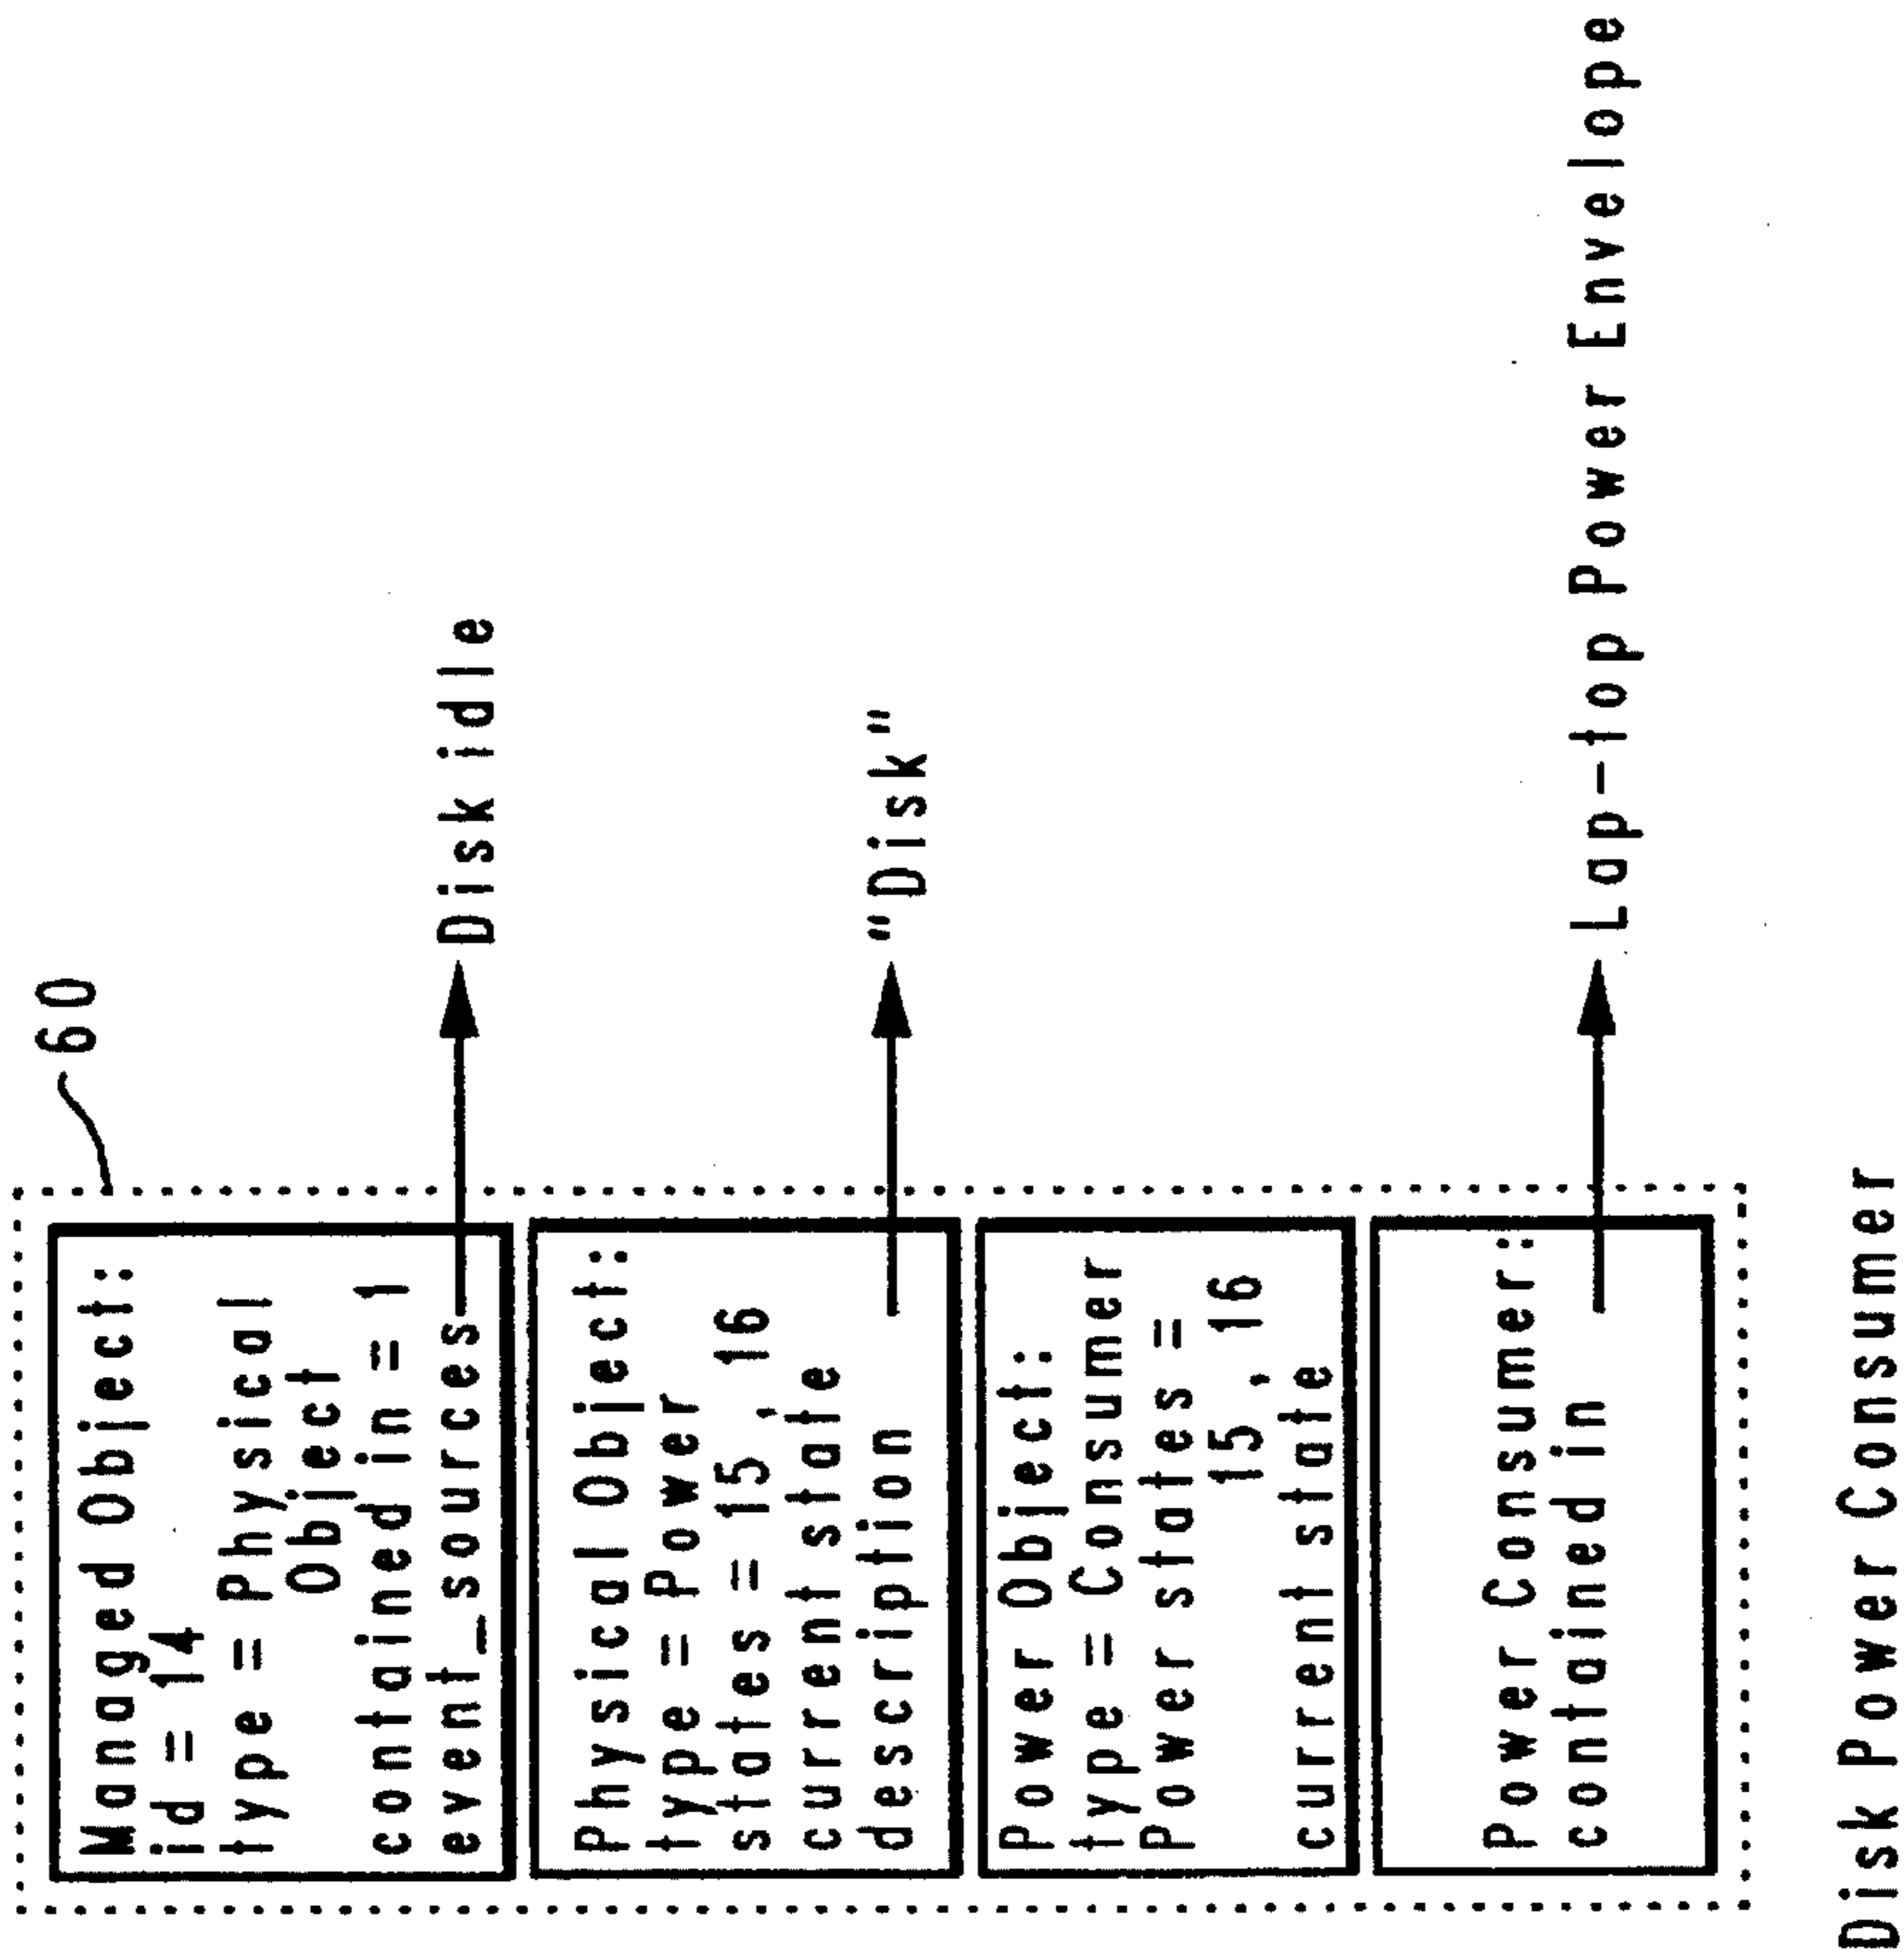 60
Managed Object:
id = 14
type = Physical
Object
contained in = 1
event_sources
Disk idle
Physical Object:
type = Power
states = 15, 16
current state
description
"Disk"
Power Object:
type = Consumer
Power states =
15, 16
current state
Power Consumer:
contained in
Lap-top Power Envelope
Disk Power Consumer